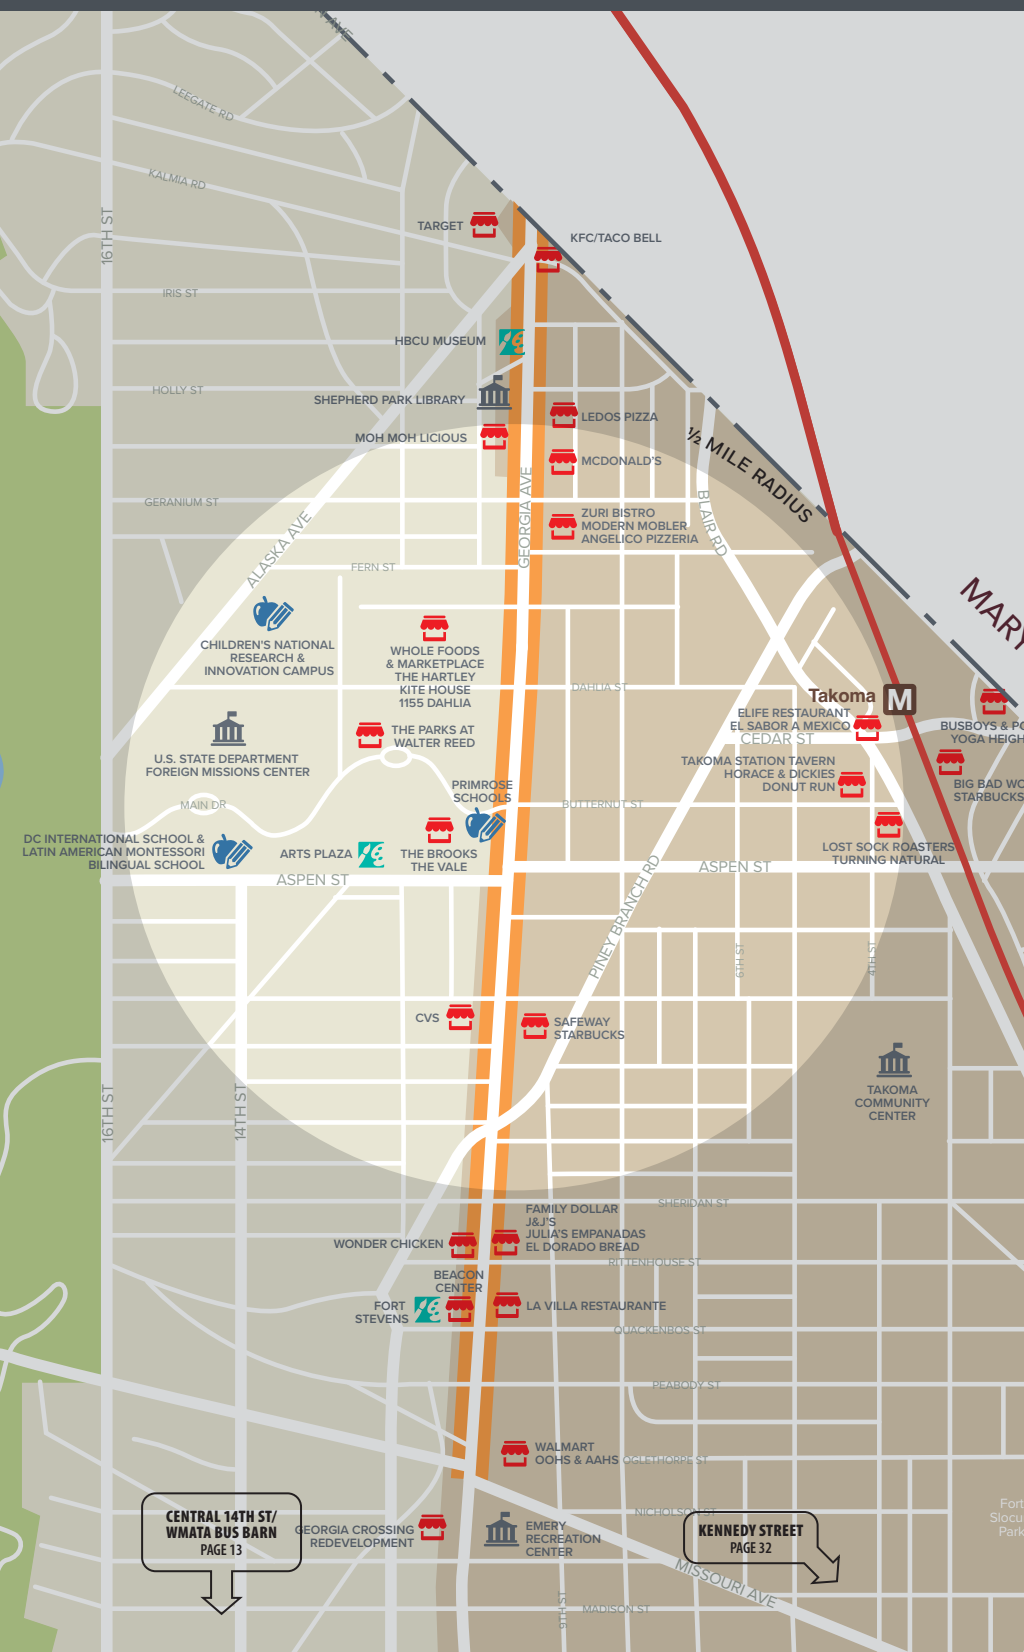 AVE
LEEGATE RD
KALMIA RD
16TH ST
TARGET
KFC/TACO BELL
IRIS ST
HBCU MUSEUM
HOLLY ST
SHEPHERD PARK LIBRARY
LEDOS PIZZA
MOH MOH LICIOUS
½ MILE RADIUS
MCDONALD'S
GERANIUM ST
GEORGIA AVE
BLAIR RD
ZURI BISTRO
MODERN MOBLER
ANGELICO PIZZERIA
ALASKA AVE
FERN ST
MARY
CHILDREN'S NATIONAL
RESEARCH &
INNOVATION CAMPUS
WHOLE FOODS
& MARKETPLACE
THE HARTLEY
KITE HOUSE
1155 DAHLIA
DAHLIA ST
Takoma M
ELIFE RESTAURANT
EL SABOR A MEXICO
CEDAR ST
BUSBOYS & PO
YOGA HEIGH
THE PARKS AT
WALTER REED
U.S. STATE DEPARTMENT
FOREIGN MISSIONS CENTER
TAKOMA STATION TAVERN
HORACE & DICKIES
DONUT RUN
BIG BAD WO
STARBUCKS
PRIMROSE
SCHOOLS
MAIN DR
BUTTERNUT ST
DC INTERNATIONAL SCHOOL &
LATIN AMERICAN MONTESSORI
BILINGUAL SCHOOL
ARTS PLAZA
THE BROOKS
THE VALE
LOST SOCK ROASTERS
TURNING NATURAL
ASPEN ST
ASPEN ST
PINEY BRANCH RD
6TH ST
4TH ST
CVS
SAFEWAY
STARBUCKS
TAKOMA
COMMUNITY
CENTER
16TH ST
14TH ST
SHERIDAN ST
FAMILY DOLLAR
J&J'S
JULIA'S EMPANADAS
EL DORADO BREAD
WONDER CHICKEN
RITTENHOUSE ST
BEACON
CENTER
FORT
STEVENS
LA VILLA RESTAURANTE
QUACKENBOS ST
PEABODY ST
WALMART
OOHS & AAHS
OGLETHORPE ST
NICHOLSON ST
CENTRAL 14TH ST/
WMATA BUS BARN
PAGE 13
GEORGIA CROSSING
REDEVELOPMENT
EMERY
RECREATION
CENTER
KENNEDY STREET
PAGE 32
Fort
Slocu
Park
MISSOURI AVE
9TH ST
MADISON ST